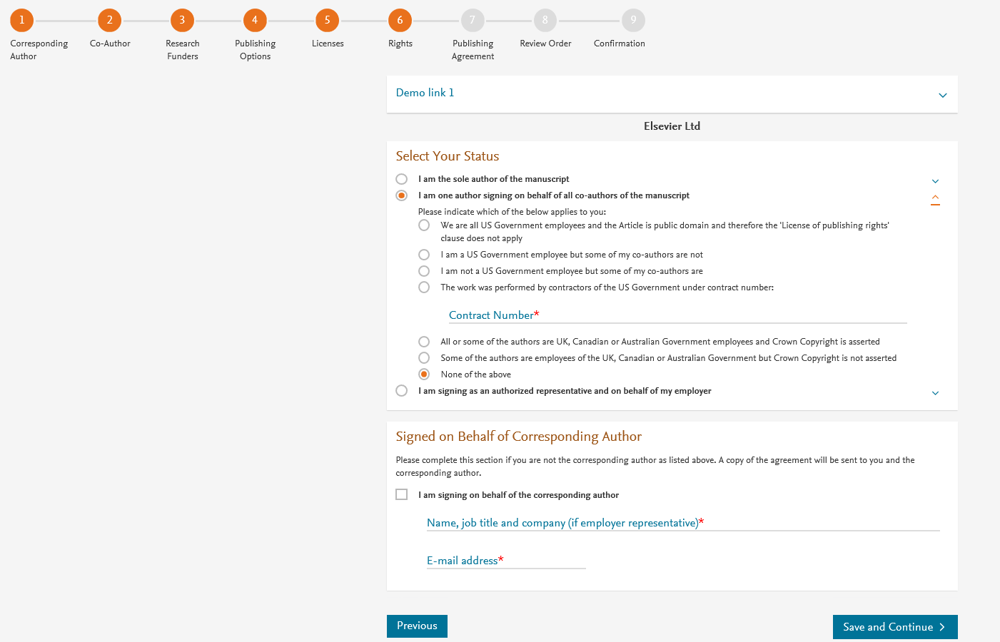 1 2 3 4 5 6 7 8 9
Corresponding Co-Author Research Publishing Licenses Rights Publishing Review Order Confirmation
Author Funders Options Agreement
Demo link 1
Elsevier Ltd
Select Your Status
I am the sole author of the manuscript
I am one author signing on behalf of all co-authors of the manuscript
Please indicate which of the below applies to you:
We are all US Government employees and the Article is public domain and therefore the 'License of publishing rights'
clause does not apply
I am a US Government employee but some of my co-authors are not
I am not a US Government employee but some of my co-authors are
The work was performed by contractors of the US Government under contract number:
Contract Number*
All or some of the authors are UK, Canadian or Australian Government employees and Crown Copyright is asserted
Some of the authors are employees of the UK, Canadian or Australian Government but Crown Copyright is not asserted
None of the above
I am signing as an authorized representative and on behalf of my employer
Signed on Behalf of Corresponding Author
Please complete this section if you are not the corresponding author as listed above. A copy of the agreement will be sent to you and the
corresponding author.
I am signing on behalf of the corresponding author
Name, job title and company (if employer representative)*
E-mail address*
Previous
Save and Continue